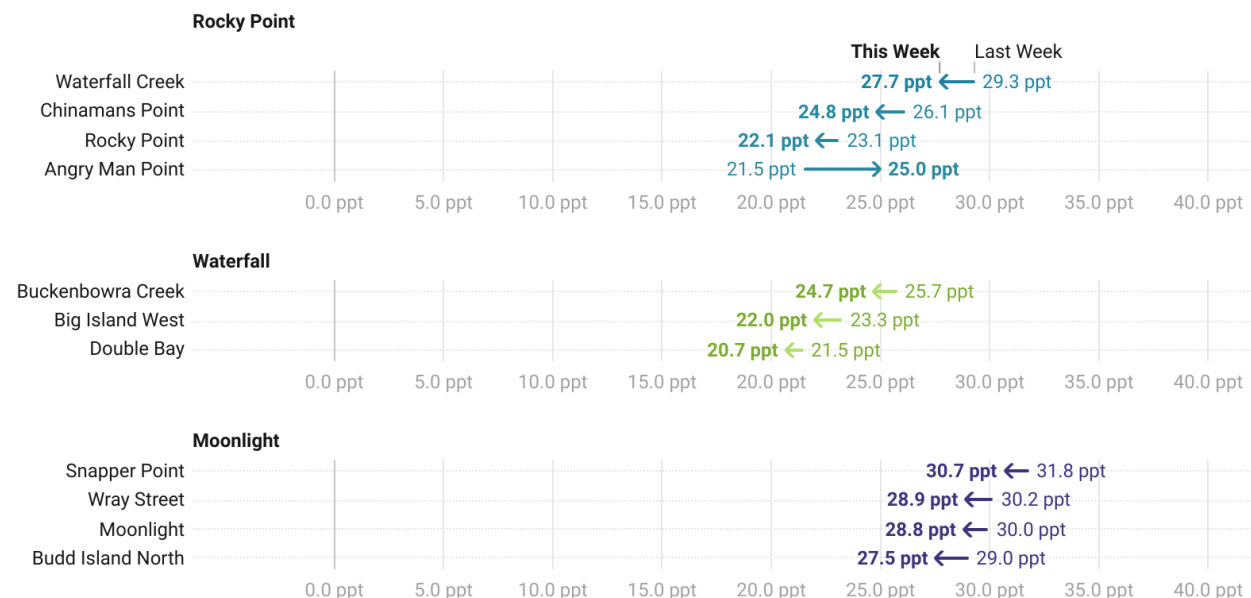 Rocky Point
This Week Last Week
Waterfall Creek 27.7 ppt 29.3 ppt
Chinamans Point 24.8 ppt 26.1 ppt
Rocky Point 22.1 ppt 23.1 ppt
Angry Man Point 21.5 ppt 25.0 ppt
0.0 ppt 5.0 ppt 10.0 ppt 15.0 ppt 20.0 ppt 25.0 ppt 30.0 ppt 35.0 ppt 40.0 ppt
Waterfall
Buckenbowra Creek 24.7 ppt 25.7 ppt
Big Island West 22.0 ppt 23.3 ppt
Double Bay 20.7 ppt 21.5 ppt
0.0 ppt 5.0 ppt 10.0 ppt 15.0 ppt 20.0 ppt 25.0 ppt 30.0 ppt 35.0 ppt 40.0 ppt
Moonlight
Snapper Point 30.7 ppt 31.8 ppt
Wray Street 28.9 ppt 30.2 ppt
Moonlight 28.8 ppt 30.0 ppt
Budd Island North 27.5 ppt 29.0 ppt
0.0 ppt 5.0 ppt 10.0 ppt 15.0 ppt 20.0 ppt 25.0 ppt 30.0 ppt 35.0 ppt 40.0 ppt